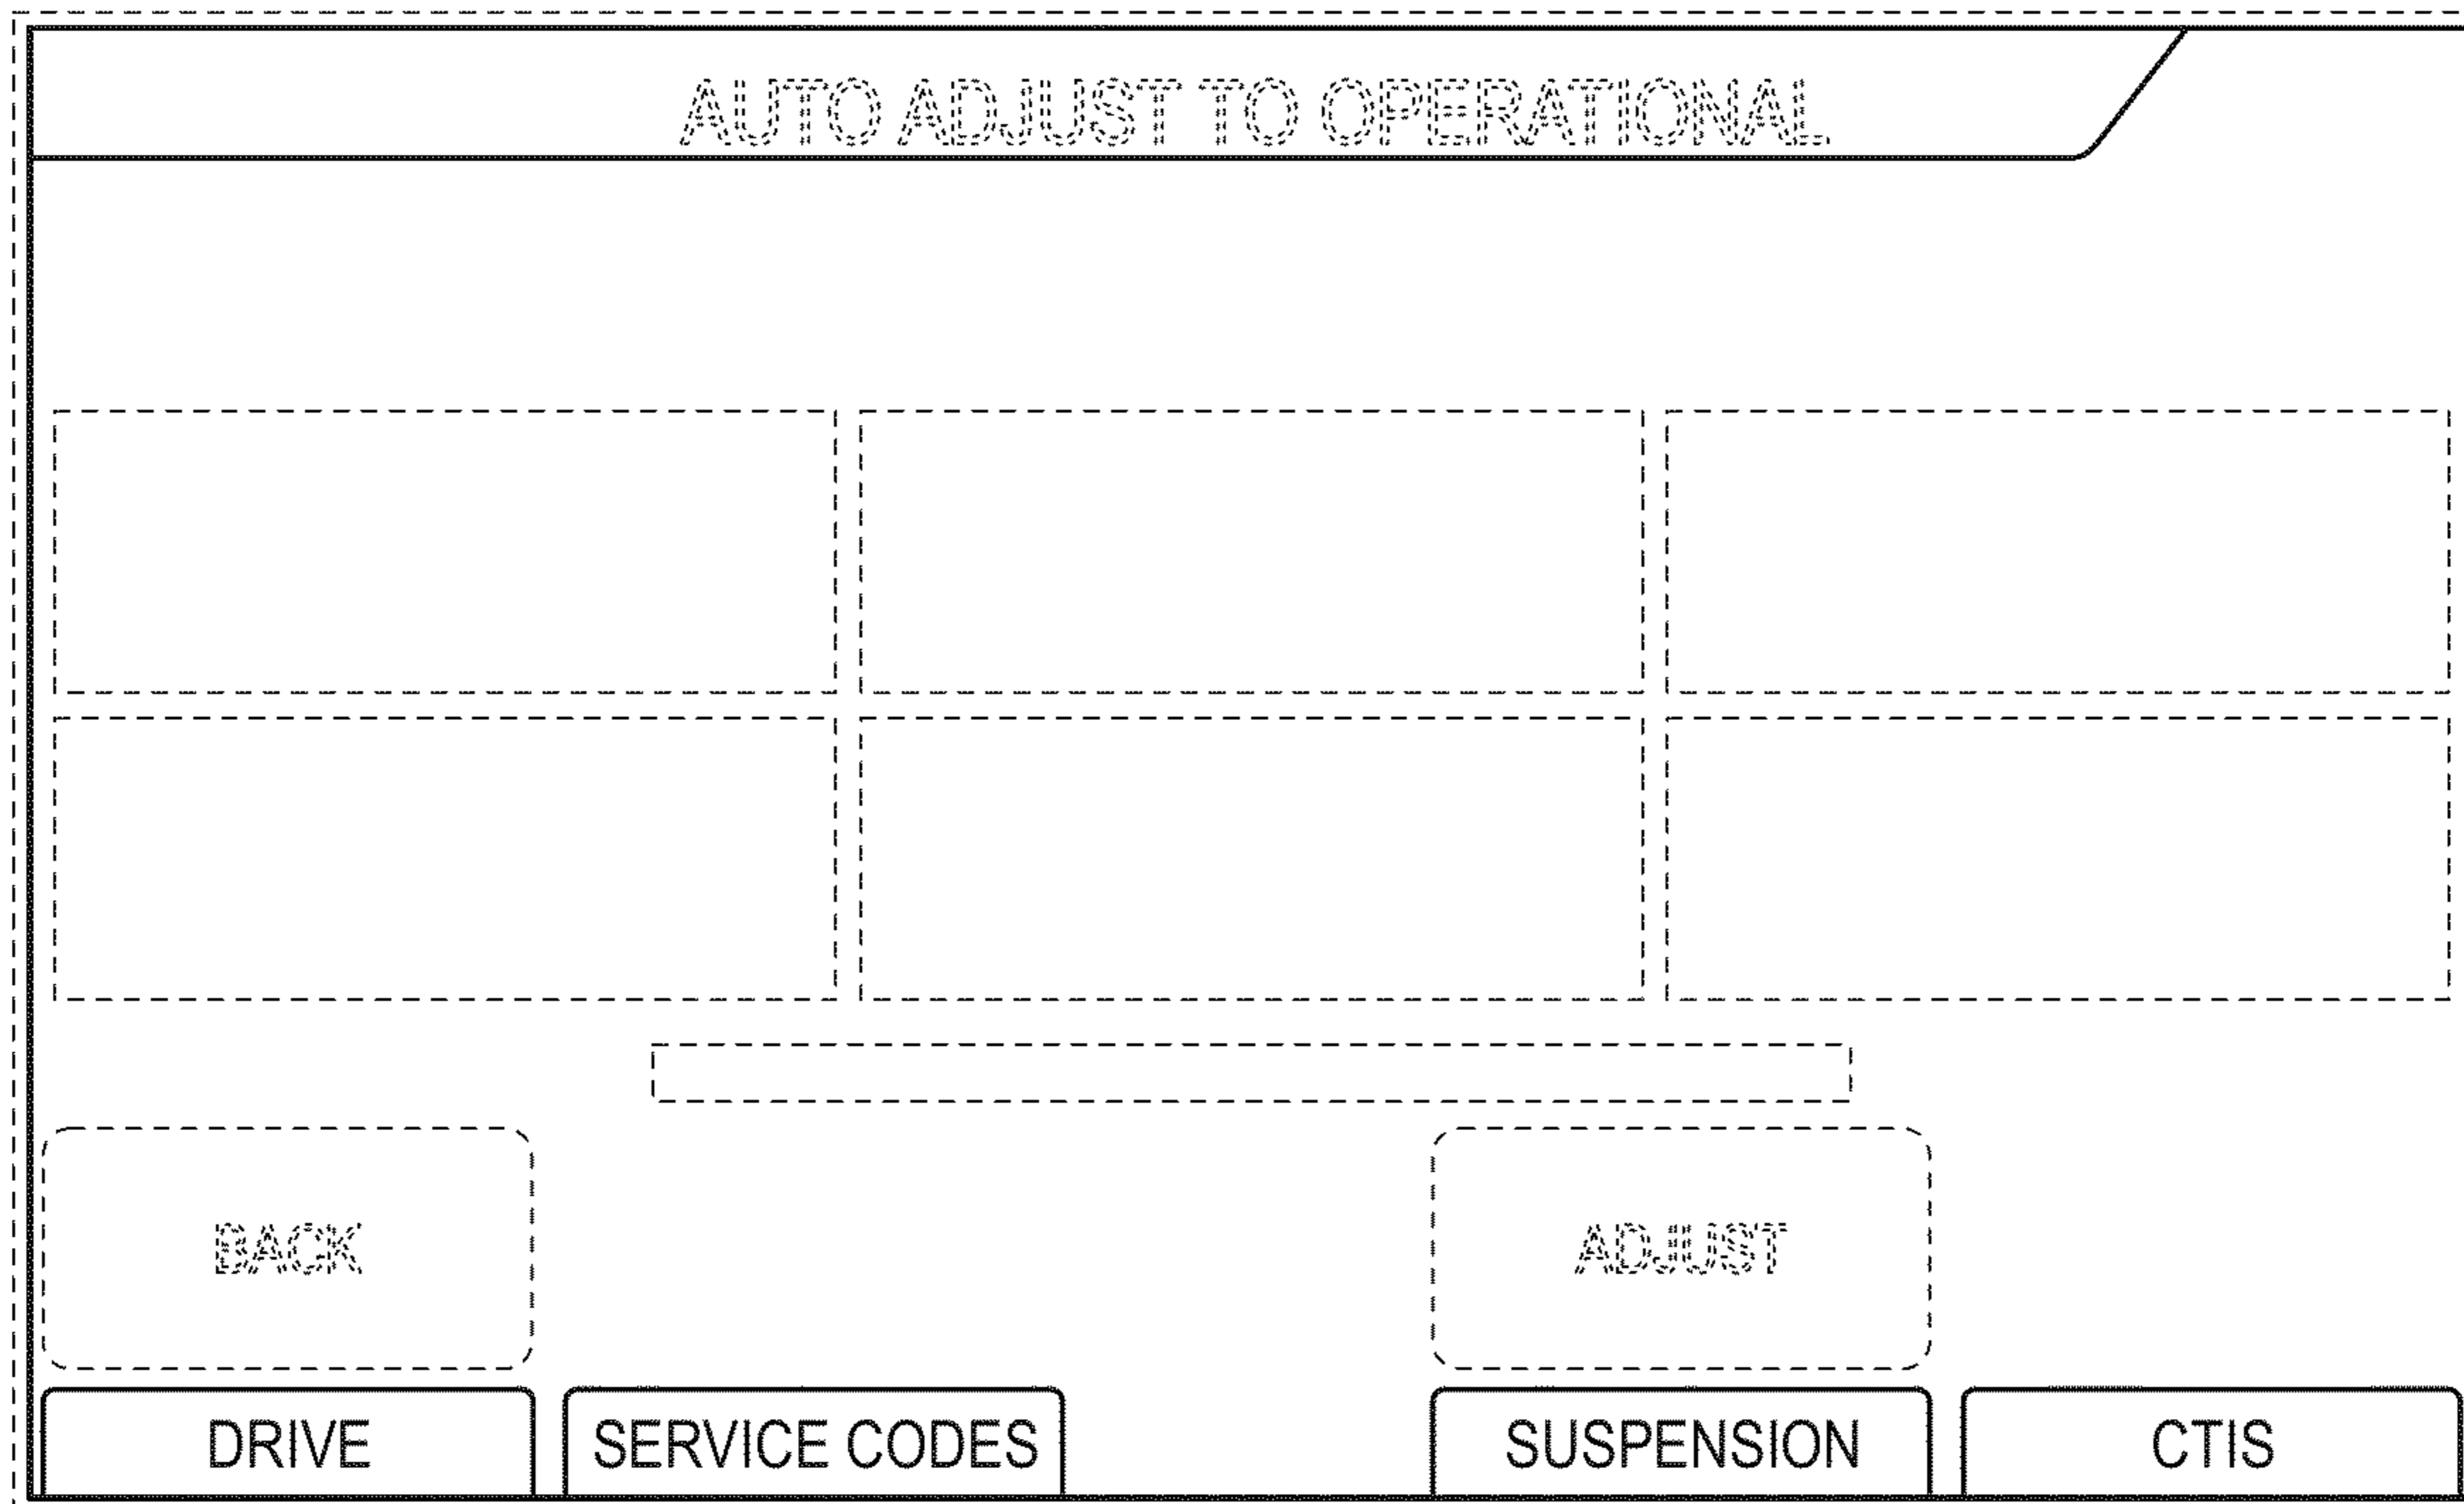 AUTO ADJUST TO OPERATIONAL
BACK ADJUST
DRIVE SERVICE CODES SUSPENSION CTIS